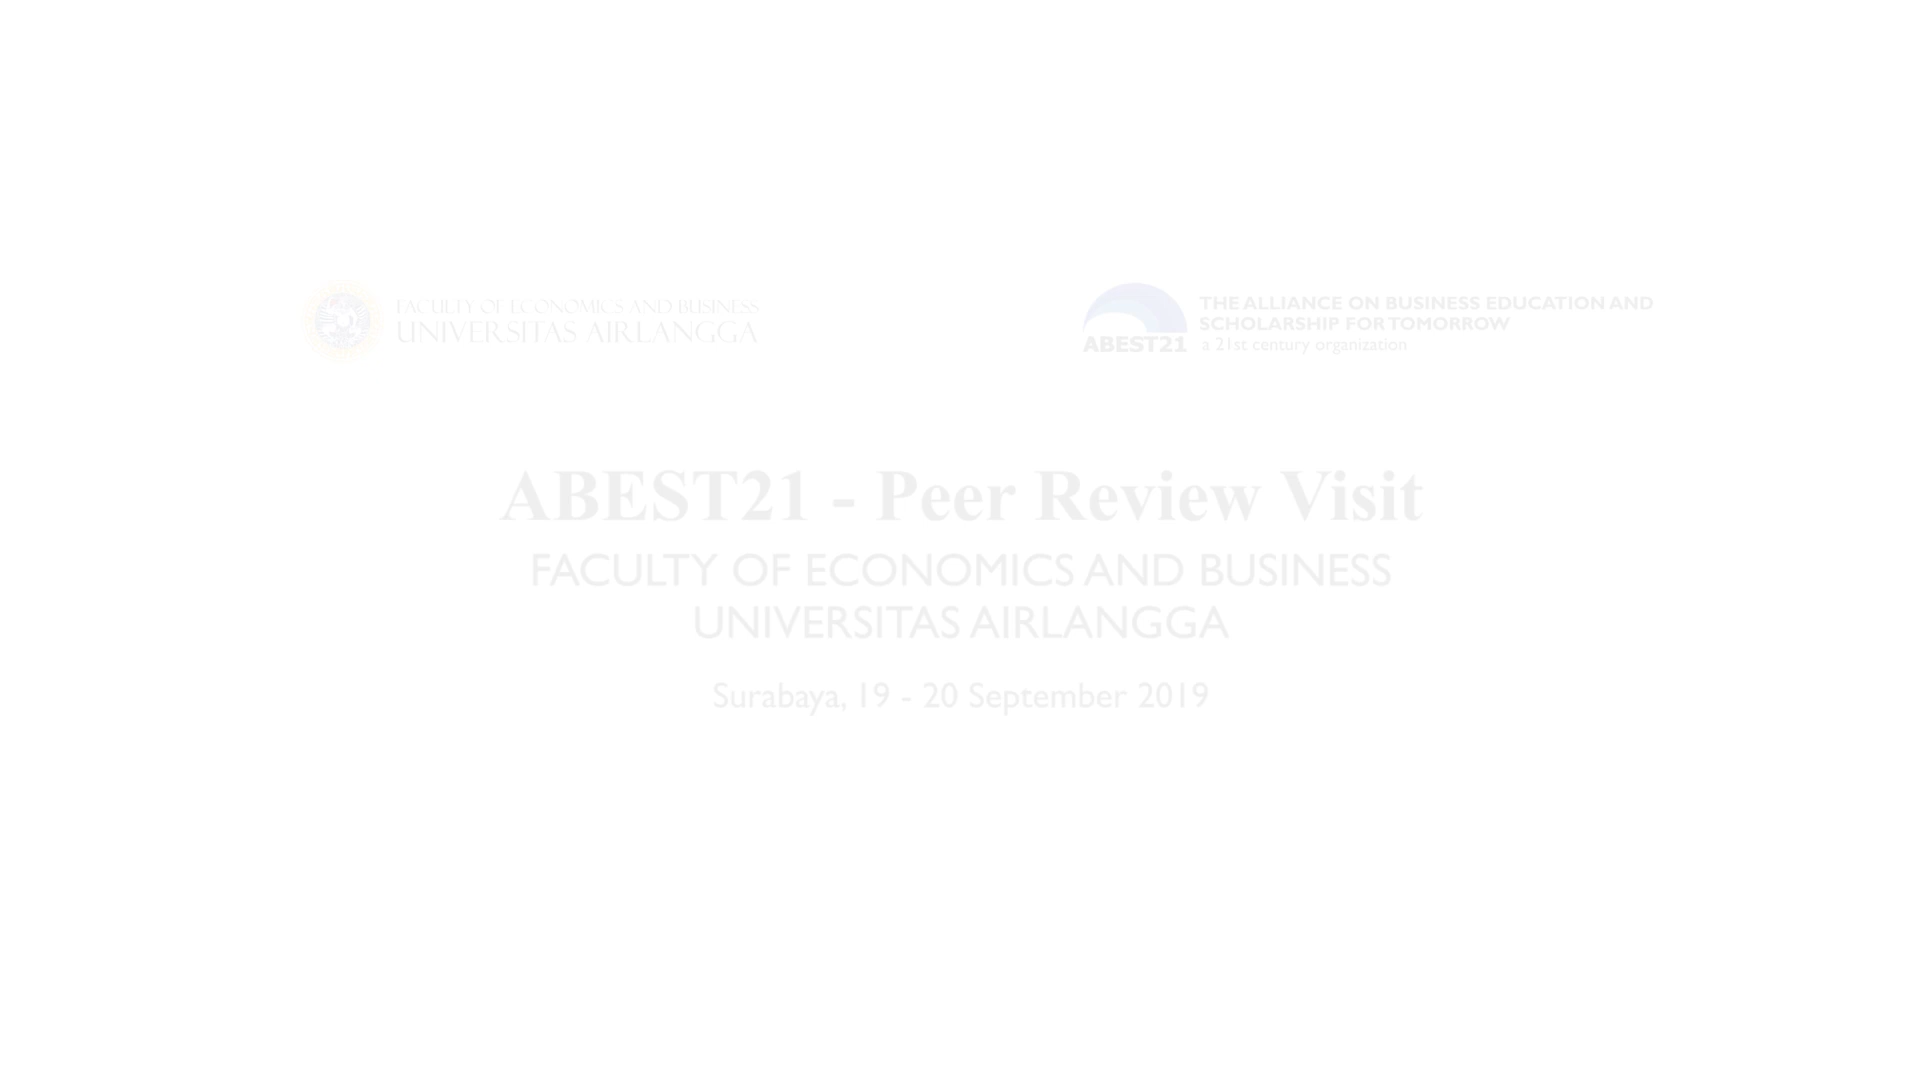 FACULTY OF ECONOMICS AND BUSINESS
UNIVERSITAS AIRLANGGA
THE ALLIANCE ON BUSINESS EDUCATION AND
SCHOLARSHIP FOR TOMORROW
ABEST21
a 21st century organization
ABEST21 - Peer Review Visit
FACULTY OF ECONOMICS AND BUSINESS
UNIVERSITAS AIRLANGGA
Surabaya, 19 - 20 September 2019